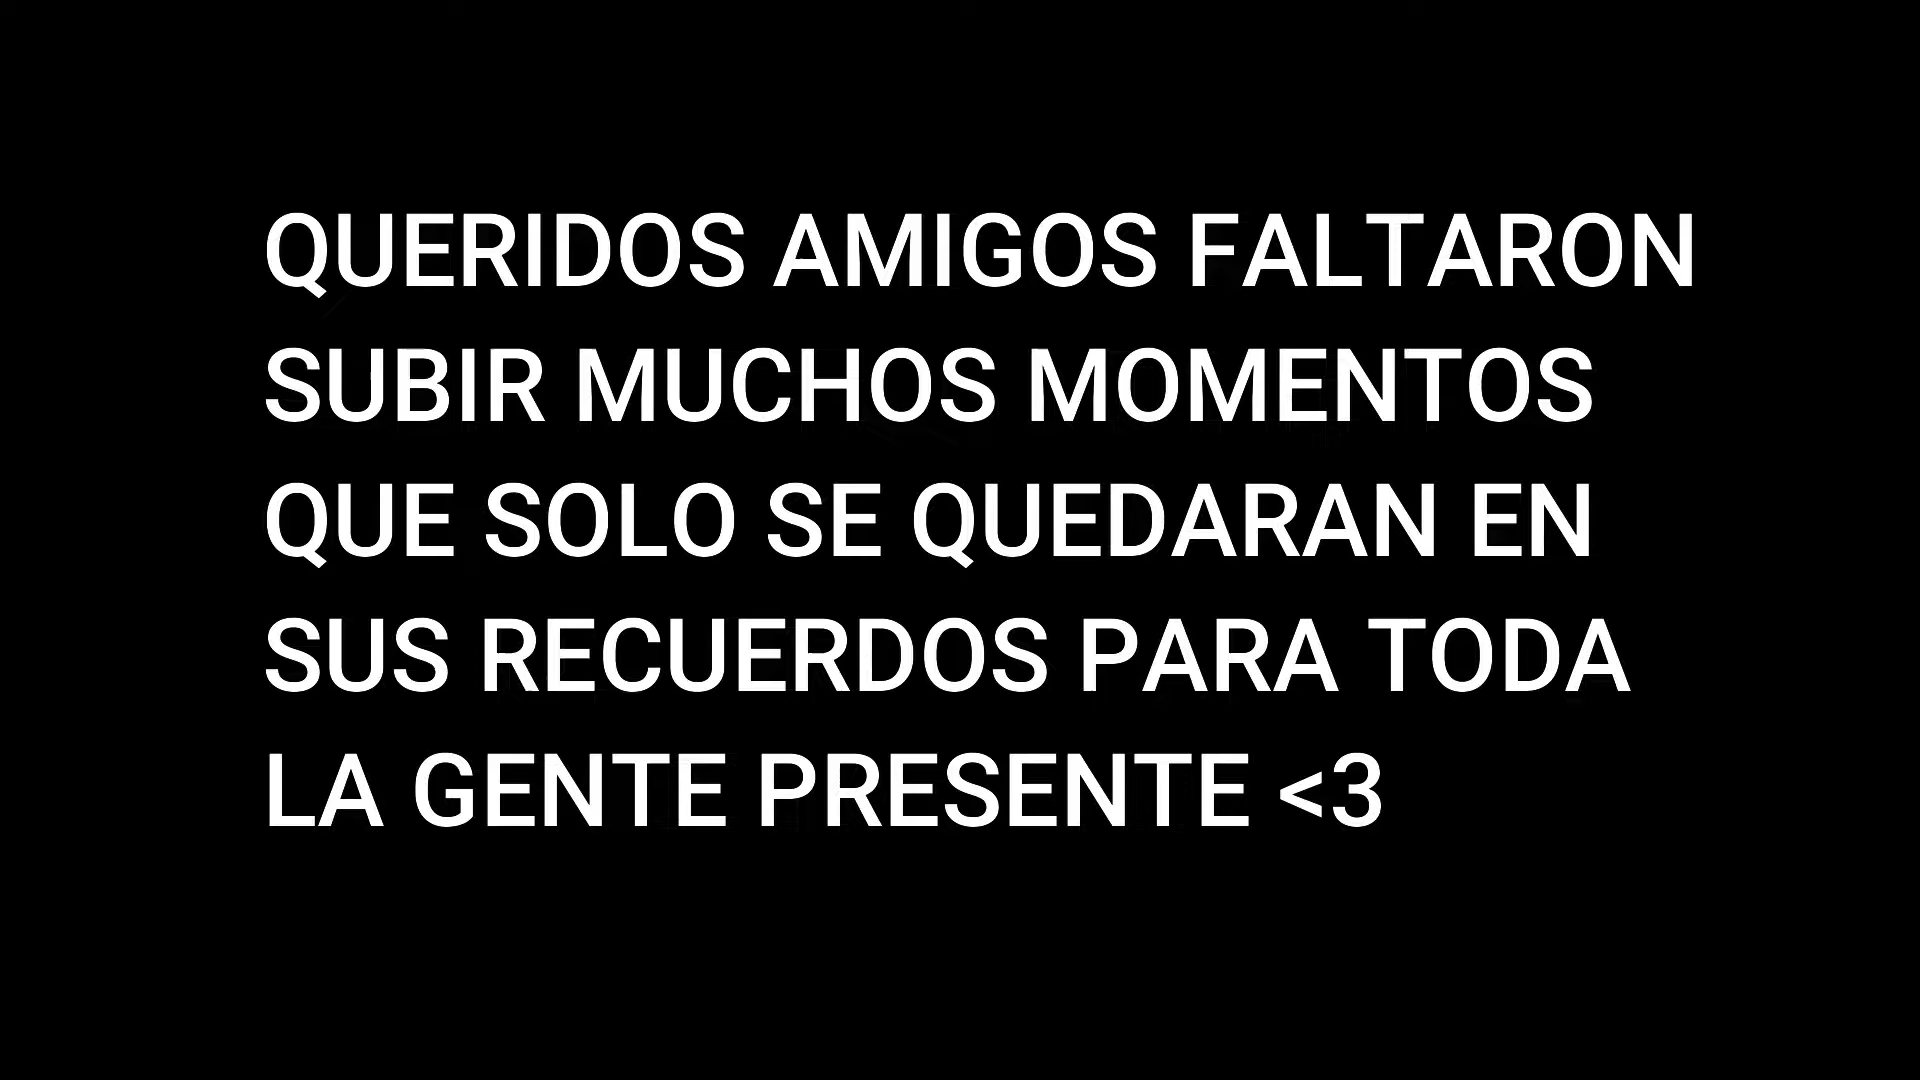 QUERIDOS AMIGOS FALTARON
SUBIR MUCHOS MOMENTOS
QUE SOLO SE QUEDARAN EN
SUS RECUERDOS PARA TODA
LA GENTE PRESENTE <3